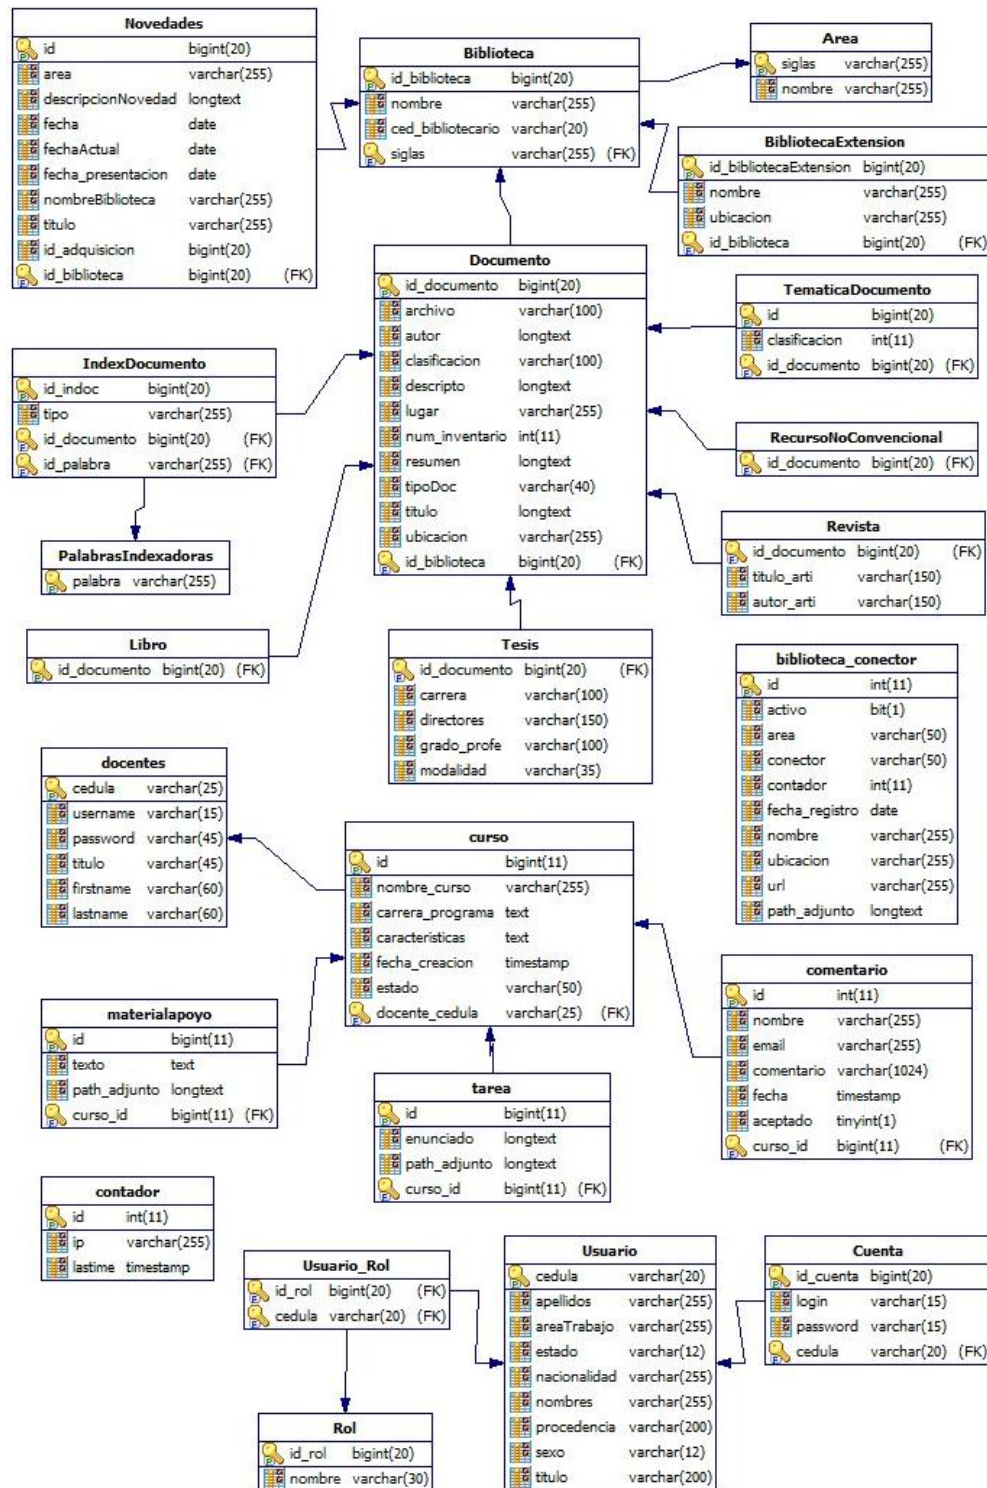 Novedades
id bigint(20)
area varchar(255)
descripcionNovedad longtext
fecha date
fechaActual date
fecha_presentacion date
nombreBiblioteca varchar(255)
titulo varchar(255)
id_adquisicion bigint(20)
id_biblioteca bigint(20) (FK)
Biblioteca
id_biblioteca bigint(20)
nombre varchar(255)
ced_bibliotecario varchar(20)
siglas varchar(255) (FK)
Area
siglas varchar(255)
nombre varchar(255)
BibliotecaExtension
id_bibliotecaExtension bigint(20)
nombre varchar(255)
ubicacion varchar(255)
id_biblioteca bigint(20) (FK)
Documento
id_documento bigint(20)
archivo varchar(100)
autor longtext
clasificacion varchar(100)
descripto longtext
lugar varchar(255)
num_inventario int(11)
resumen longtext
tipoDoc varchar(40)
titulo longtext
ubicacion varchar(255)
id_biblioteca bigint(20) (FK)
TematicaDocumento
id bigint(20)
clasificacion int(11)
id_documento bigint(20) (FK)
IndexDocumento
id_indoc bigint(20)
tipo varchar(255)
id_documento bigint(20) (FK)
id_palabra varchar(255) (FK)
RecursoNoConvencional
id_documento bigint(20) (FK)
PalabrasIndexadoras
palabra varchar(255)
Revista
id_documento bigint(20) (FK)
titulo_arti varchar(150)
autor_arti varchar(150)
Libro
id_documento bigint(20) (FK)
Tesis
id_documento bigint(20) (FK)
carrera varchar(100)
directores varchar(150)
grado_profe varchar(100)
modalidad varchar(35)
biblioteca_conector
id int(11)
activo bit(1)
area varchar(50)
conector varchar(50)
contador int(11)
fecha_registro date
nombre varchar(255)
ubicacion varchar(255)
url varchar(255)
path_adjunto longtext
docentes
cedula varchar(25)
username varchar(15)
password varchar(45)
titulo varchar(45)
firstname varchar(60)
lastname varchar(60)
curso
id bigint(11)
nombre_curso varchar(255)
carrera_programa text
caracteristicas text
fecha_creacion timestamp
estado varchar(50)
docente_cedula varchar(25) (FK)
comentario
id int(11)
nombre varchar(255)
email varchar(255)
comentario varchar(1024)
fecha timestamp
aceptado tinyint(1)
curso_id bigint(11) (FK)
materialapoyo
id bigint(11)
texto text
path_adjunto longtext
curso_id bigint(11) (FK)
tarea
id bigint(11)
enunciado longtext
path_adjunto longtext
curso_id bigint(11) (FK)
contador
id int(11)
ip varchar(255)
lastime timestamp
Usuario_Rol
id_rol bigint(20) (FK)
cedula varchar(20) (FK)
Usuario
cedula varchar(20)
apellidos varchar(255)
areaTrabajo varchar(255)
estado varchar(12)
nacionalidad varchar(255)
nombres varchar(255)
procedencia varchar(200)
sexo varchar(12)
titulo varchar(200)
Cuenta
id_cuenta bigint(20)
login varchar(15)
password varchar(15)
cedula varchar(20) (FK)
Rol
id_rol bigint(20)
nombre varchar(30)